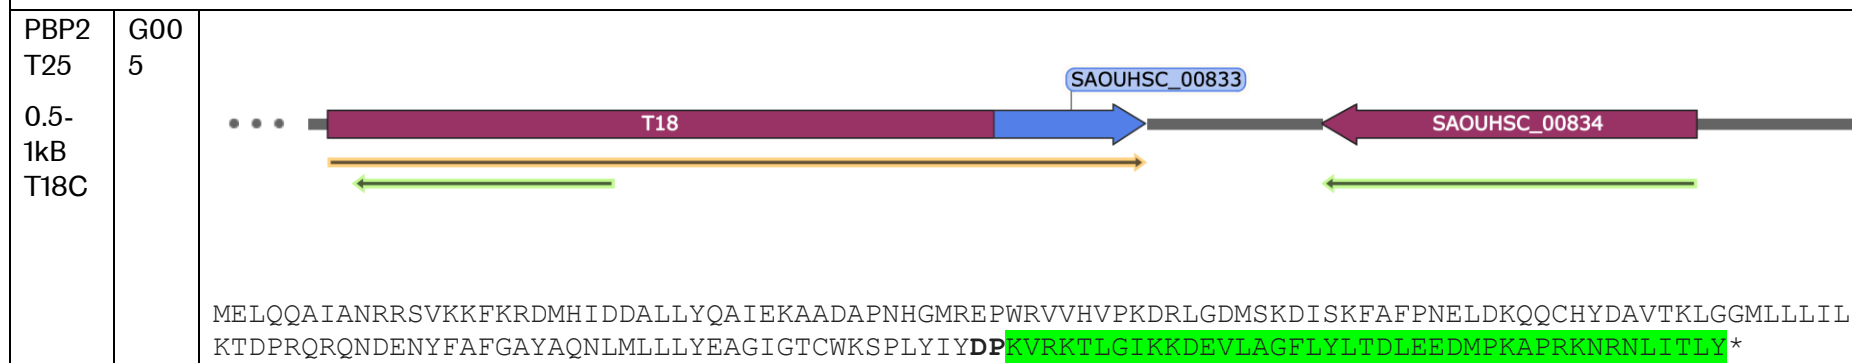 PBP2
T25
0.5-
1kB
T18C
G00
5
SAOUHSC_00833
T18
SAOUHSC_00834
MELQQAIANRRSVKKFKRDMHIDDALLYQAIEKAADAPNHGMREPWRVVHVPKDRLGDMSKDISKFAFPNELDKQQCHYDAVTKLGGMLLLIL
KTDPRQRQNDENYFAFGAYAQNLMLLLYEAGIGTCWKSPLYIYDPKVRKTLGIKKDEVLAGFLYLTDLEEDMPKAPRKNRNLITLY*